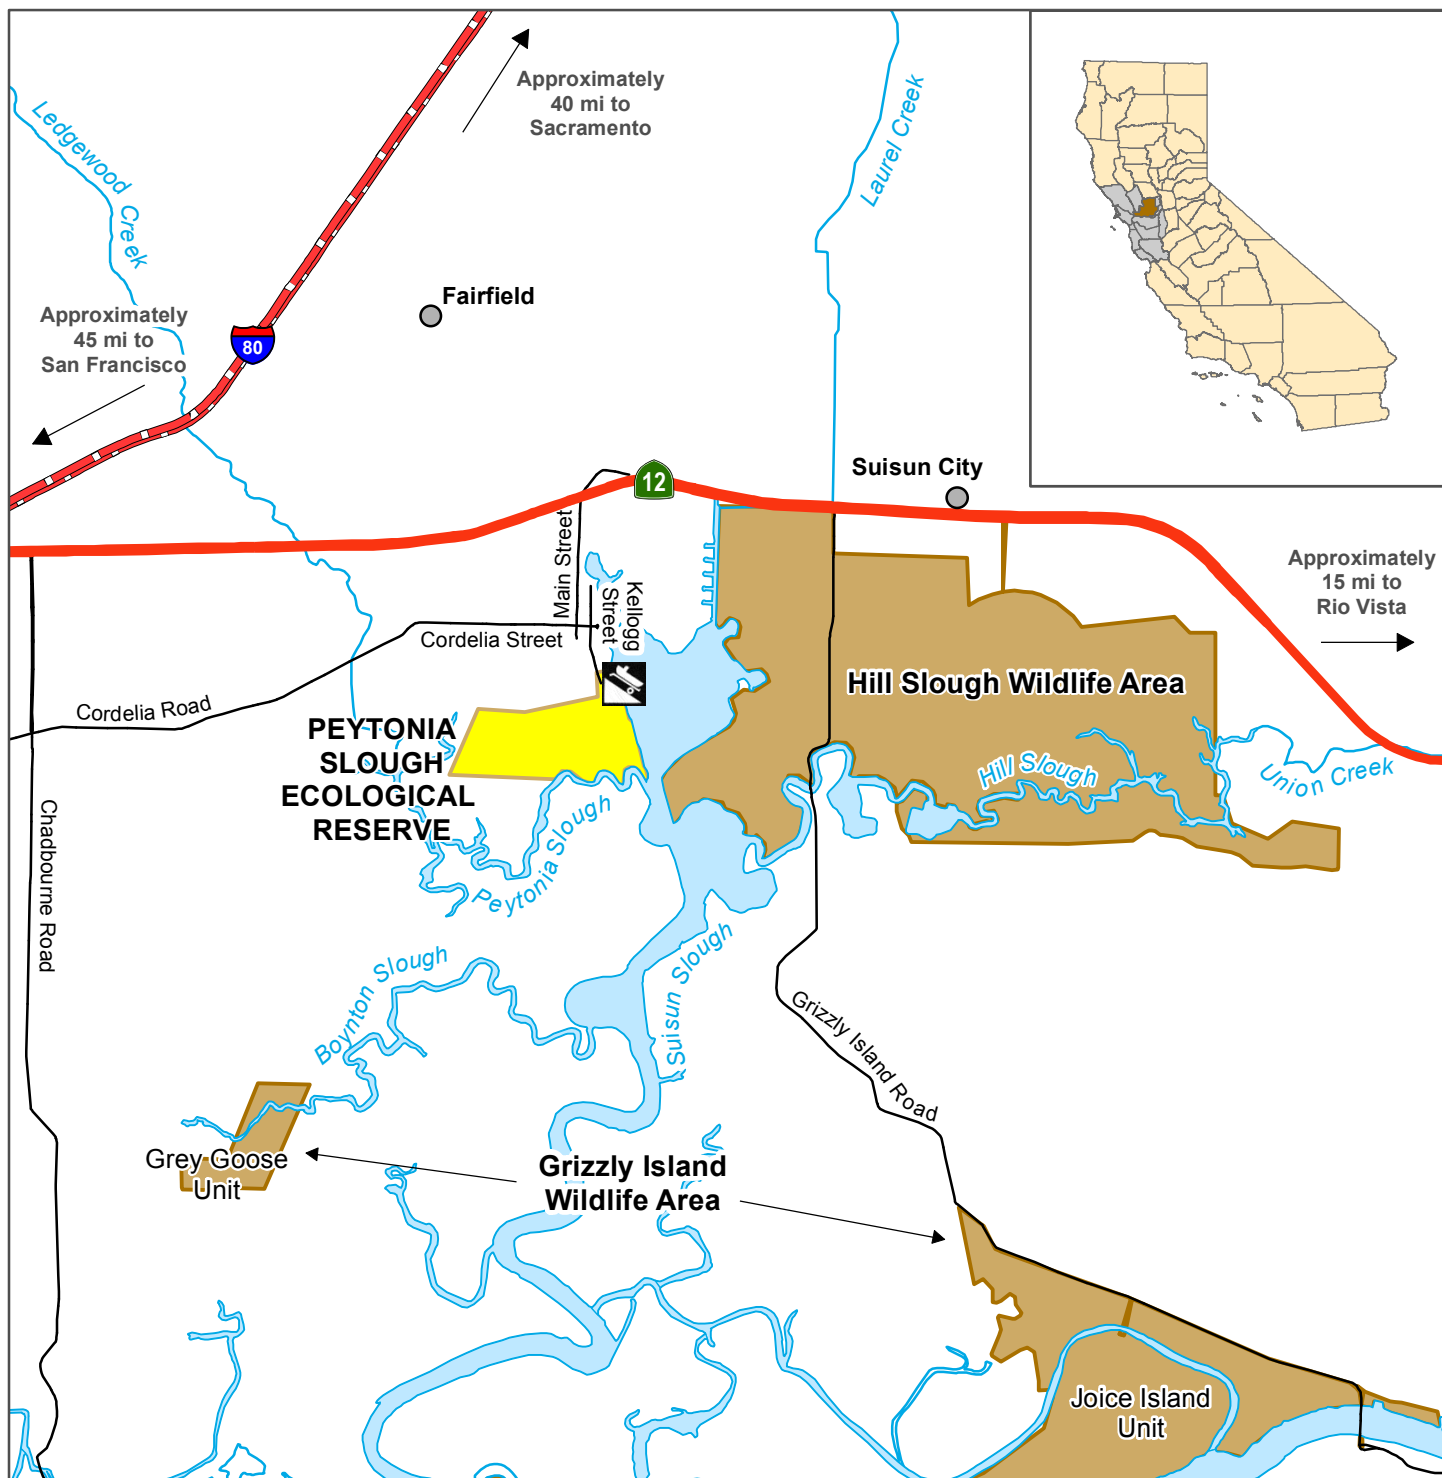 Approximately
40 mi to
Sacramento
Ledgewood Creek
Laurel Creek
Fairfield
Approximately
45 mi to
San Francisco
80
Suisun City
12
Main Street
Kellogg
Street
Approximately
15 mi to
Rio Vista
Cordelia Street
Cordelia Road
Hill Slough Wildlife Area
PEYTONIA
SLOUGH
ECOLOGICAL
RESERVE
Hill Slough
Union Creek
Chadbourne Road
Peytonia Slough
Boynton Slough
Suisun Slough
Grizzly Island Road
Grey Goose
Unit
Grizzly Island
Wildlife Area
Joice Island
Unit